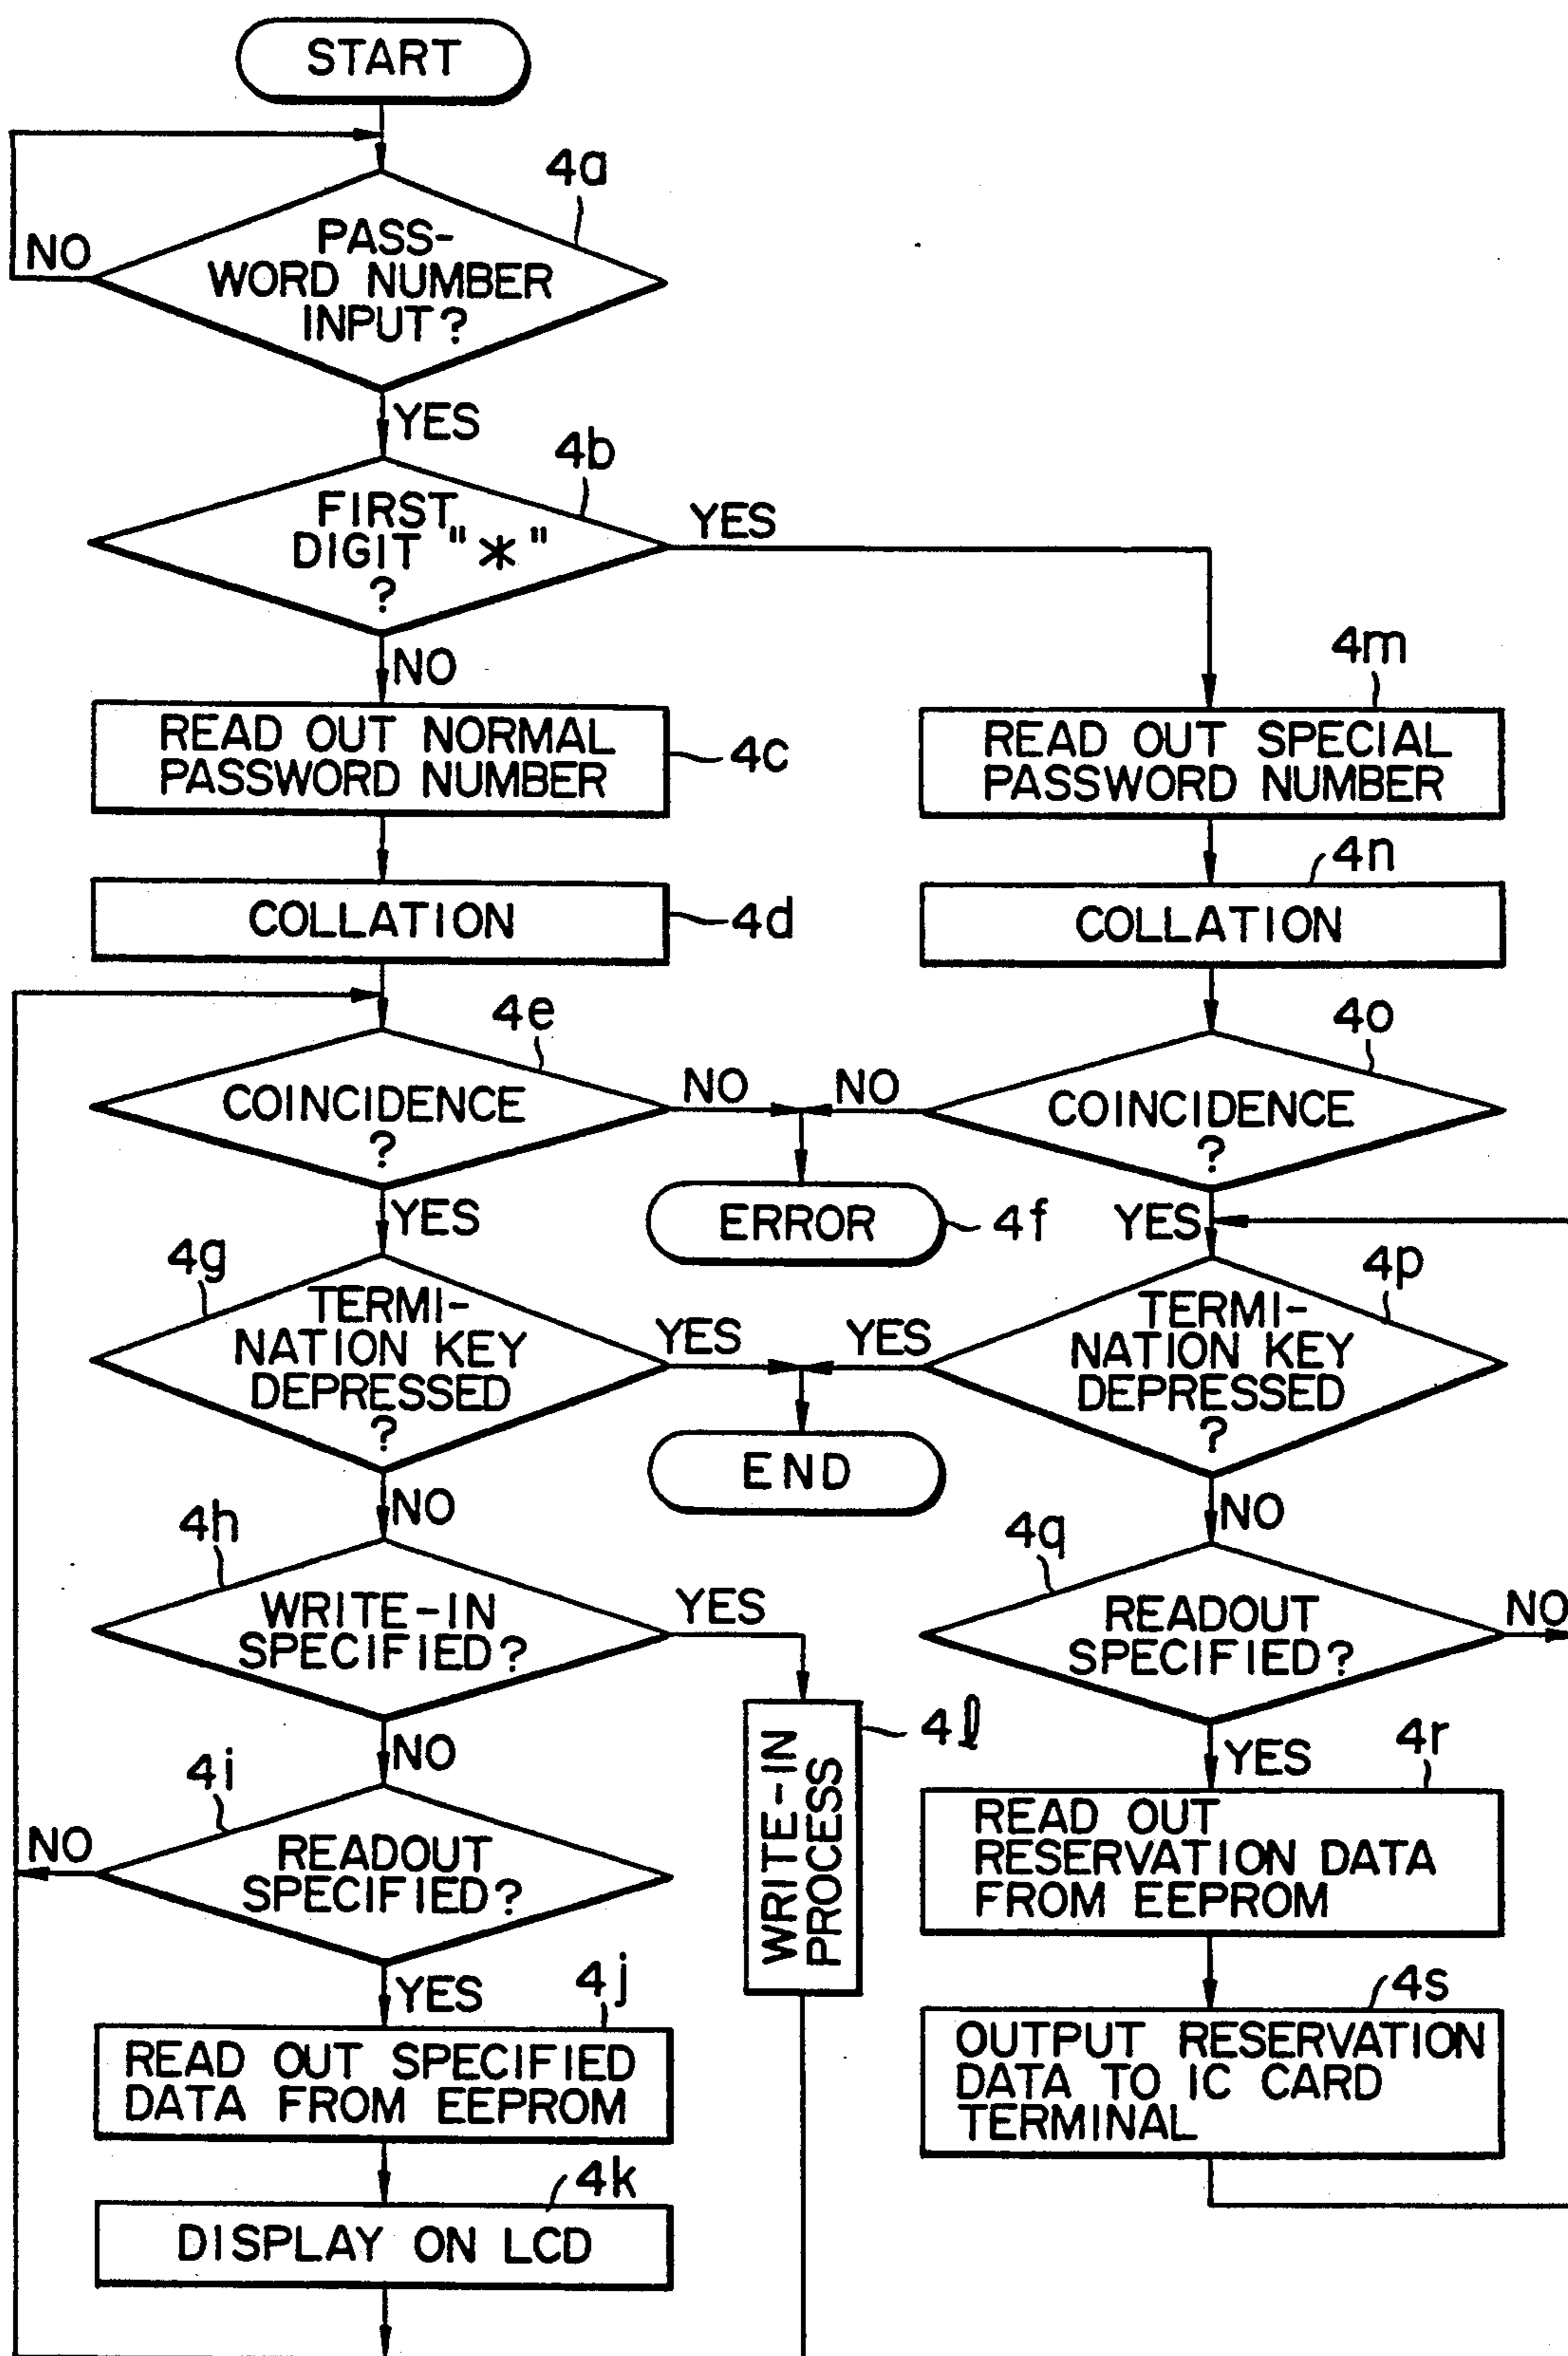 START
4a
NO
PASS-
WORD NUMBER
INPUT?
YES
4b
FIRST
DIGIT "*"
?
YES
NO
4m
READ OUT NORMAL
PASSWORD NUMBER
4c
READ OUT SPECIAL
PASSWORD NUMBER
4n
COLLATION
4d
COLLATION
4e
4o
COINCIDENCE
?
NO
NO
COINCIDENCE
?
YES
ERROR
4f
YES
4g
4p
TERMI-
NATION KEY
DEPRESSED
?
YES
YES
TERMI-
NATION KEY
DEPRESSED
?
END
NO
NO
4h
4q
WRITE-IN
SPECIFIED?
YES
READOUT
SPECIFIED?
NO
NO
4l
WRITE-IN
PROCESS
YES
4r
4i
NO
READOUT
SPECIFIED?
READ OUT
RESERVATION DATA
FROM EEPROM
YES
4j
4s
READ OUT SPECIFIED
DATA FROM EEPROM
OUTPUT RESERVATION
DATA TO IC CARD
TERMINAL
4k
DISPLAY ON LCD